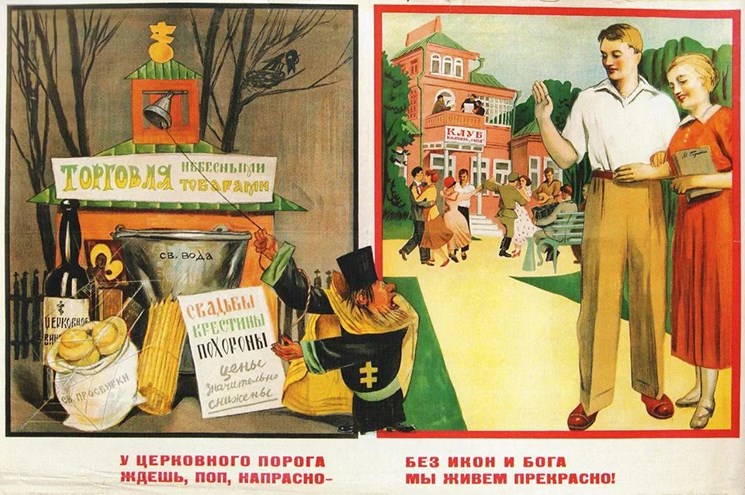 ТОРГОВЛЯ НЕБЕСНЫМИ
ТОВАРАМИ
СВ. ВОДА
ЦЕРКОВНОЕ
СВ. ПРОСВИРКИ
СВАДЬБЫ
КРЕСТИНЫ
ПОХОРОНЫ
цены
значительно
снижены
КЛУБ
У ЦЕРКОВНОГО ПОРОГА
ЖДЕШЬ, ПОП, НАПРАСНО-
БЕЗ ИКОН И БОГА
МЫ ЖИВЕМ ПРЕКРАСНО!